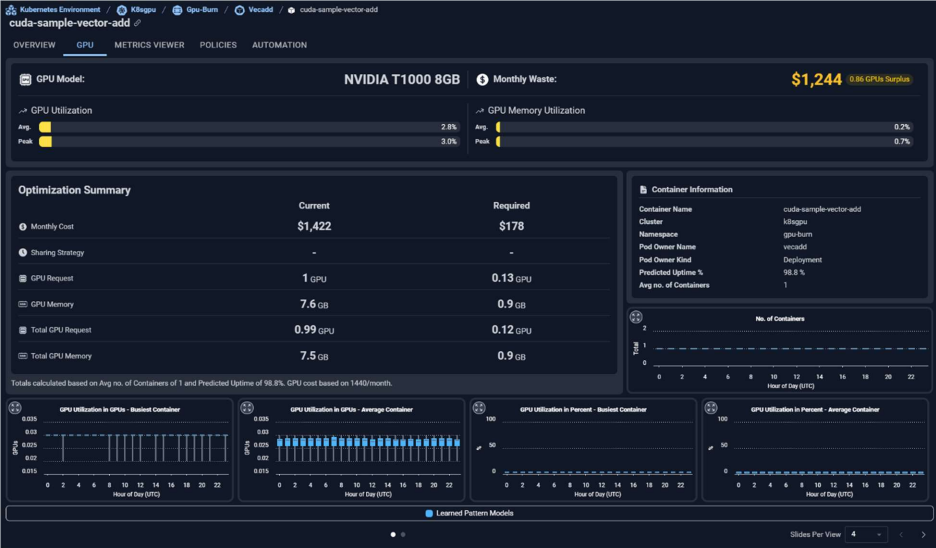 Kubernetes Environment / K8sgpu / Gpu-Burn / Vecadd / cuda-sample-vector-add
cuda-sample-vector-add
OVERVIEW GPU METRICS VIEWER POLICIES AUTOMATION
GPU Model: NVIDIA T1000 8GB
Monthly Waste: $1,244 0.86 GPUs Surplus
GPU Utilization
Avg. 2.8%
Peak 3.0%
GPU Memory Utilization
Avg. 0.2%
Peak 0.7%
Optimization Summary
Current Required
Monthly Cost $1,422 $178
Sharing Strategy - -
GPU Request 1 GPU 0.13 GPU
GPU Memory 7.6 GB 0.9 GB
Total GPU Request 0.99 GPU 0.12 GPU
Total GPU Memory 7.5 GB 0.9 GB
Totals calculated based on Avg no. of Containers of 1 and Predicted Uptime of 98.8%. GPU cost based on 1440/month.
Container Information
Container Name cuda-sample-vector-add
Cluster k8sgpu
Namespace gpu-burn
Pod Owner Name vecadd
Pod Owner Kind Deployment
Predicted Uptime % 98.8 %
Avg no. of Containers 1
No. of Containers
2
1
0
Total
0 2 4 6 8 10 12 14 16 18 20 22
Hour of Day (UTC)
GPU Utilization in GPUs - Busiest Container
0.035
0.03
0.025
0.02
0.015
GPUs
0 2 4 6 8 10 12 14 16 18 20 22
Hour of Day (UTC)
GPU Utilization in GPUs - Average Container
0.035
0.03
0.025
0.02
0.015
GPUs
0 2 4 6 8 10 12 14 16 18 20 22
Hour of Day (UTC)
GPU Utilization in Percent - Busiest Container
100
50
0
%
0 2 4 6 8 10 12 14 16 18 20 22
Hour of Day (UTC)
GPU Utilization in Percent - Average Container
100
50
0
%
0 2 4 6 8 10 12 14 16 18 20 22
Hour of Day (UTC)
Learned Pattern Models
Slides Per View 4